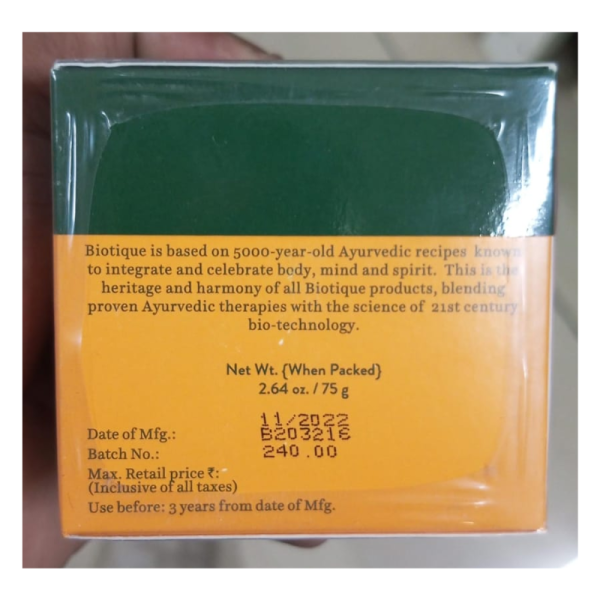 Biotique is based on 5000-year-old Ayurvedic recipes known
to integrate and celebrate body, mind and spirit. This is the
heritage and harmony of all Biotique products, blending
proven Ayurvedic therapies with the science of 21st century
bio-technology.
Net Wt. {When Packed}
2.64 oz. / 75 g
11/2022
Date of Mfg.: B203216
Batch No.: 240.00
Max. Retail price ₹:
(Inclusive of all taxes)
Use before: 3 years from date of Mfg.